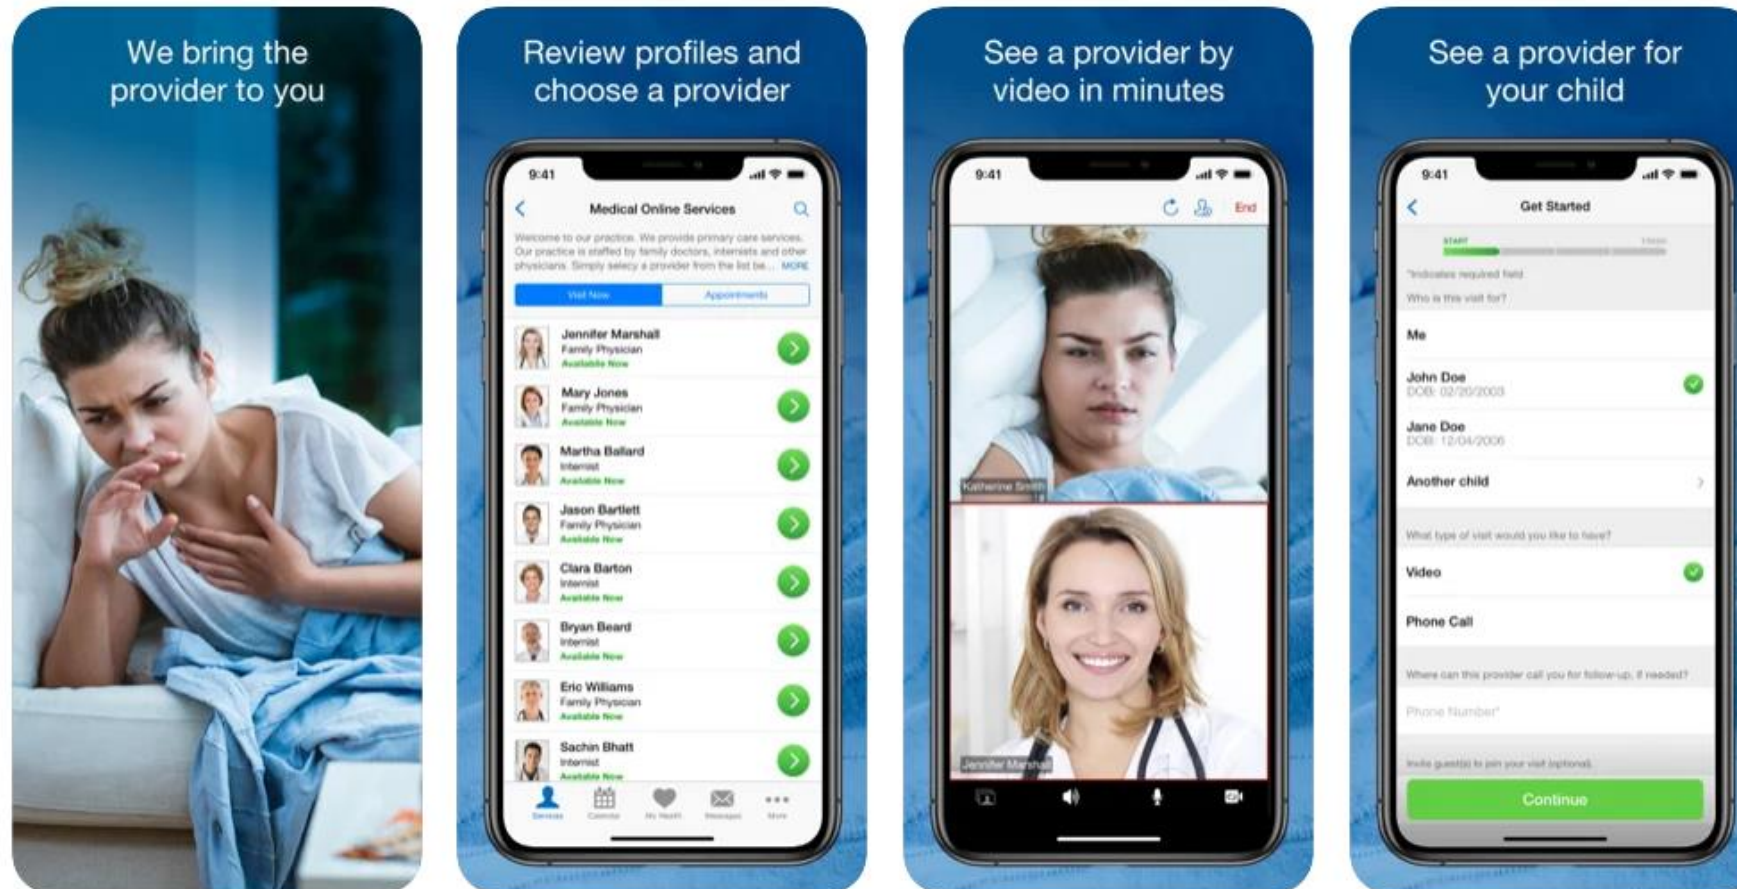 We bring the
provider to you
Review profiles and
choose a provider
9:41
Medical Online Services
Welcome to our practice. We provide primary care services.
Our practice is staffed by family doctors, internists and other
physicians. Simply selecy a provider from the list be... MORE
Visit Now
Appointments
Jennifer Marshall
Family Physician
Available Now
Mary Jones
Family Physician
Available Now
Martha Ballard
Internist
Available Now
Jason Bartlett
Family Physician
Available Now
Clara Barton
Internist
Available Now
Bryan Beard
Internist
Available Now
Eric Williams
Family Physician
Available Now
Sachin Bhatt
Internist
Available Now
Services
Calendar
My Health
Messages
More
See a provider by
video in minutes
9:41
End
Katherine Smith
Jennifer Marshall
See a provider for
your child
9:41
Get Started
START
FINISH
*Indicates required field
Who is this visit for?
Me
John Doe
DOB: 02/20/2003
Jane Doe
DOB: 12/04/2006
Another child
What type of visit would you like to have?
Video
Phone Call
Where can this provider call you for follow-up, if needed?
Phone Number*
Invite guest(s) to join your visit (optional).
Continue